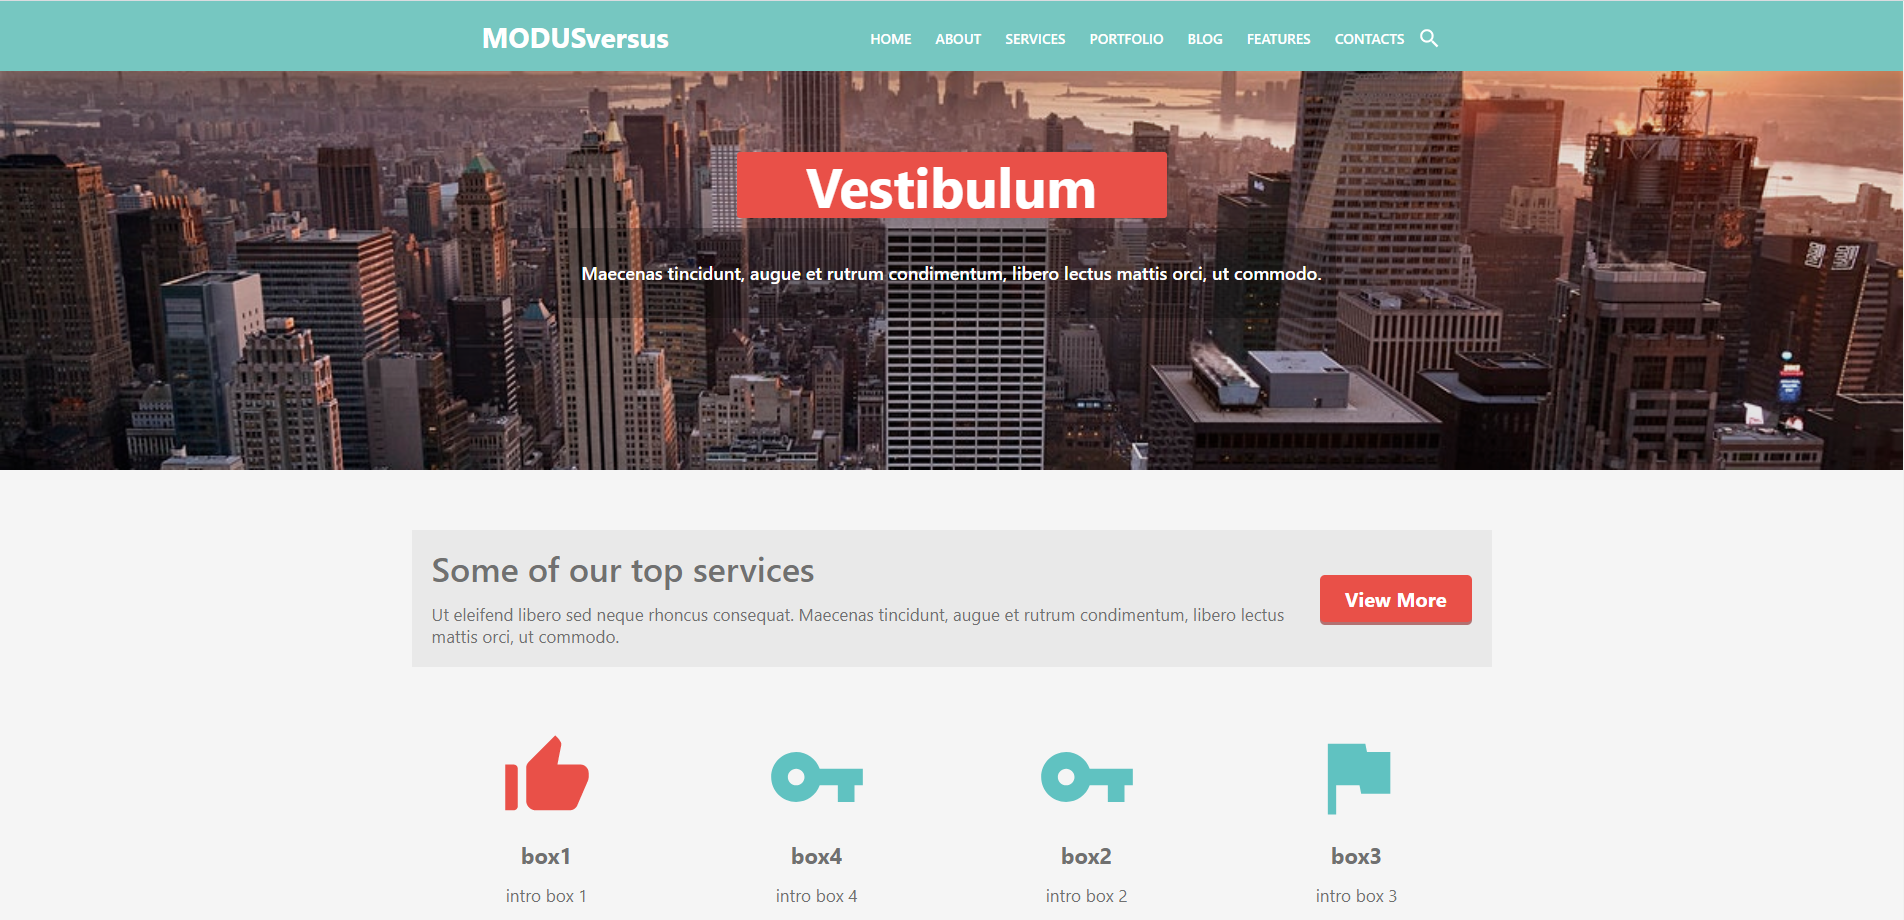 MODUSversus
HOME ABOUT SERVICES PORTFOLIO BLOG FEATURES CONTACTS
Vestibulum
Maecenas tincidunt, augue et rutrum condimentum, libero lectus mattis orci, ut commodo.
Some of our top services
Ut eleifend libero sed neque rhoncus consequat. Maecenas tincidunt, augue et rutrum condimentum, libero lectus
mattis orci, ut commodo.
View More
box1
intro box 1
box4
intro box 4
box2
intro box 2
box3
intro box 3